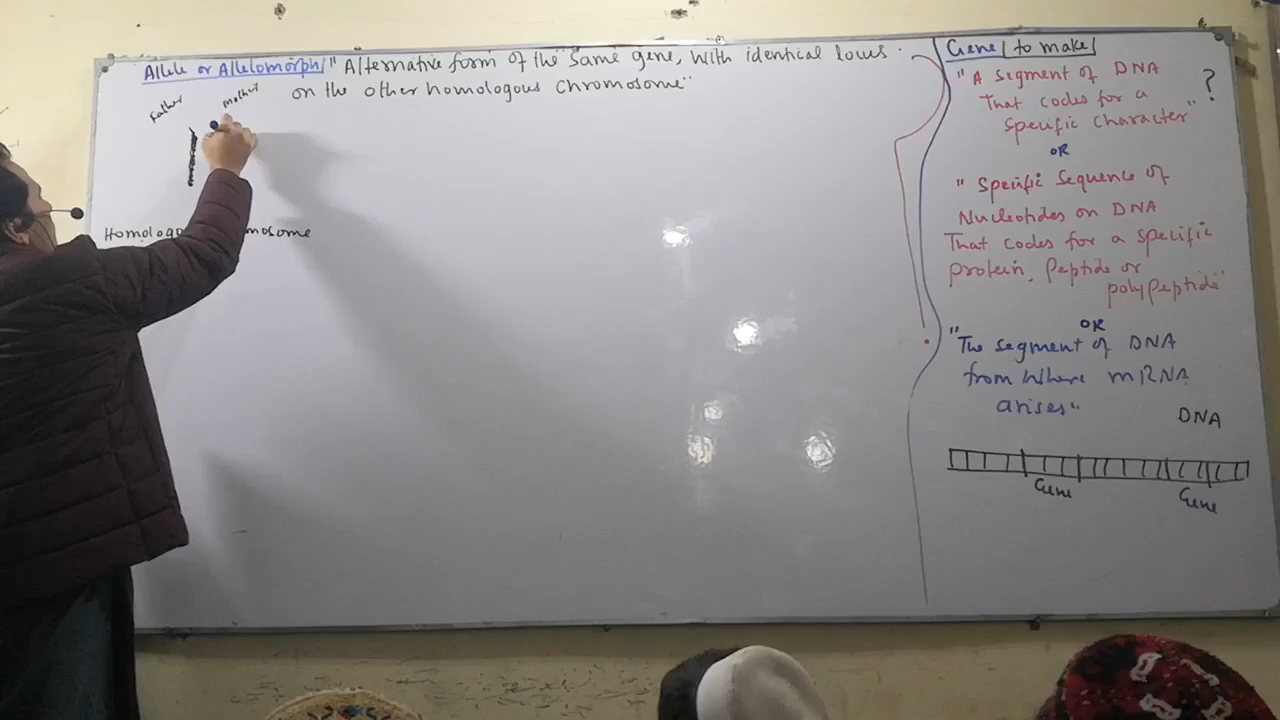 Allele or Allelomorph/ "Alternative form of the "Same gene, with identical locus
on the other homologous chromosome"
Father
Mother
Homolog
mosome
Gene/ to make/
"A segment of DNA
That codes for a
specific character"
?
OR
"Specific Sequence of
Nucleotides on DNA
That codes for a specific
protein, Peptide or
polypeptide"
OR
"The segment of DNA
from Where mRNA
arises"
DNA
Gene
Gene